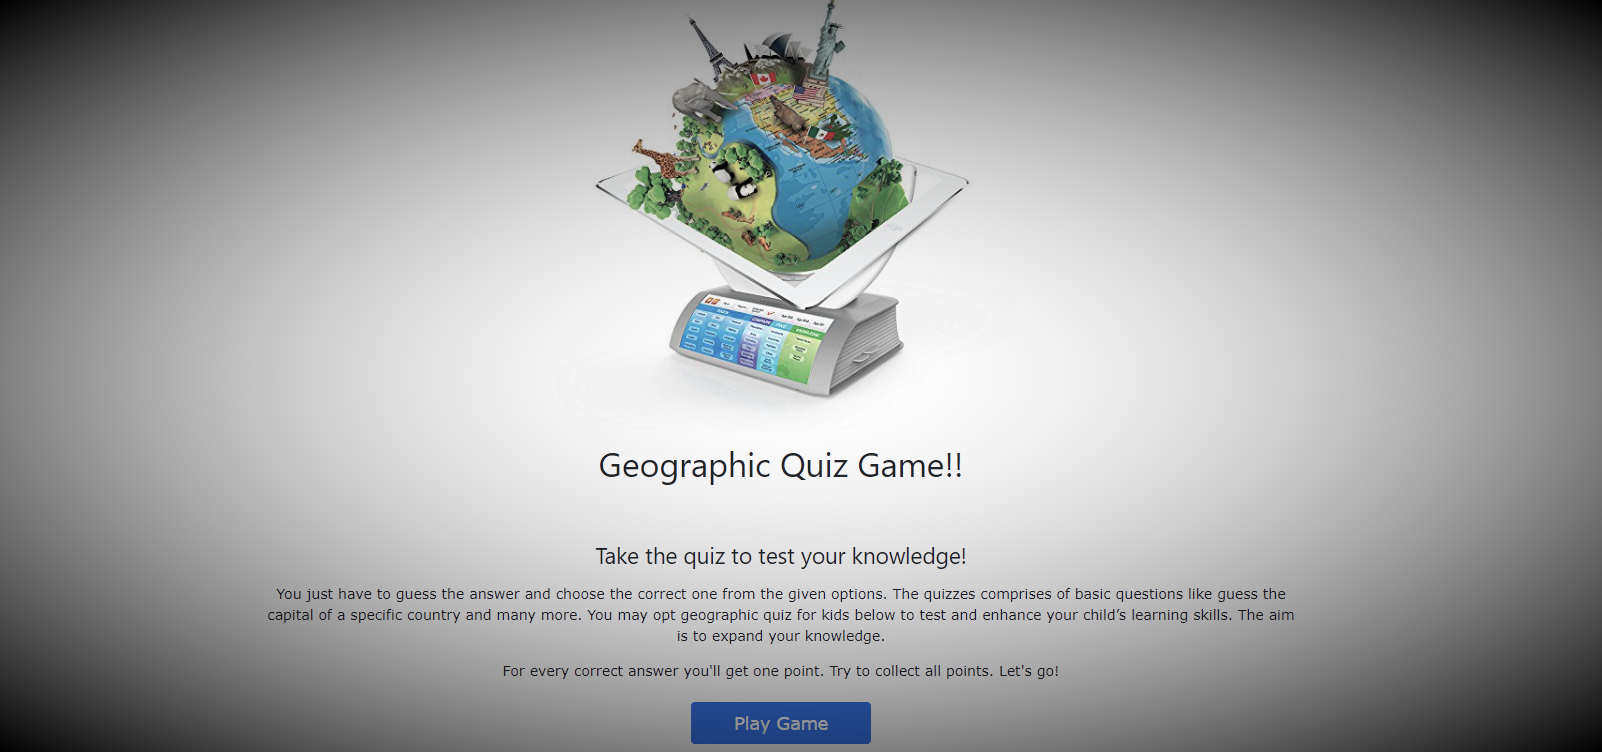 FACTS
COMPARE
FIND
KNOWLEDGE
Geographic Quiz Game!!
Take the quiz to test your knowledge!
You just have to guess the answer and choose the correct one from the given options. The quizzes comprises of basic questions like guess the
capital of a specific country and many more. You may opt geographic quiz for kids below to test and enhance your child’s learning skills. The aim
is to expand your knowledge.
For every correct answer you'll get one point. Try to collect all points. Let's go!
Play Game